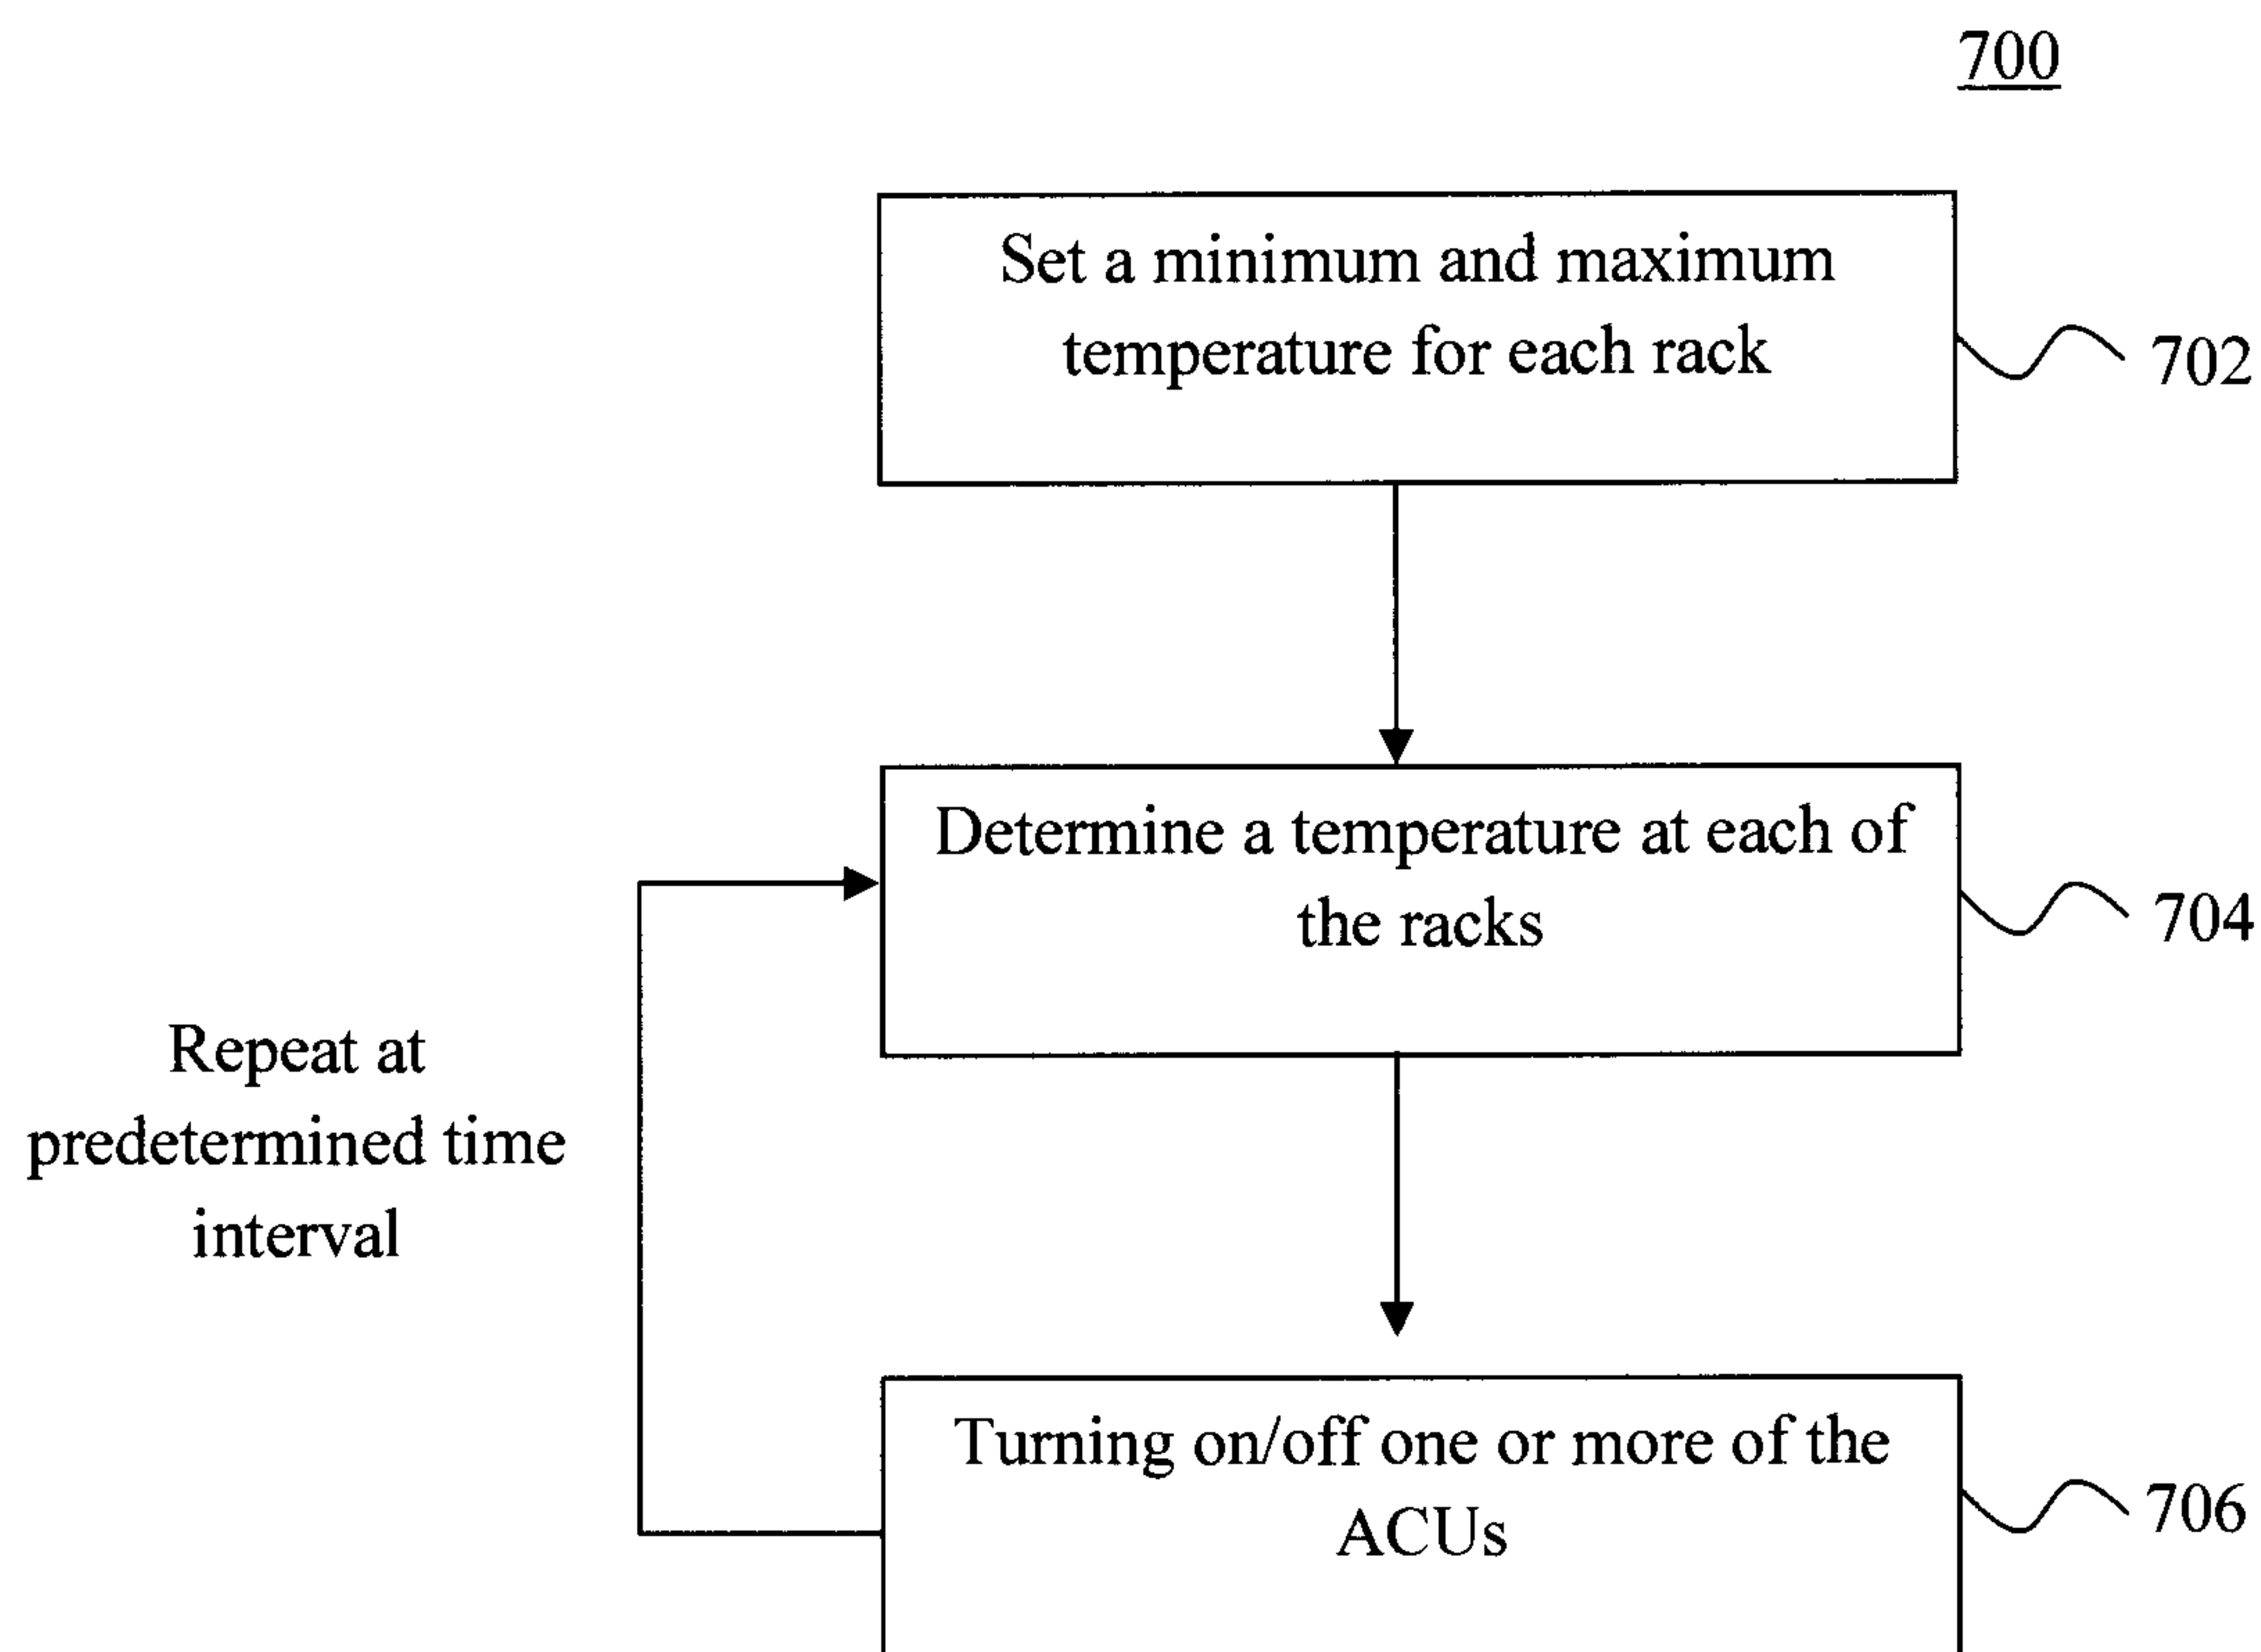 700
Set a minimum and maximum
temperature for each rack
702
Determine a temperature at each of
the racks
704
Repeat at
predetermined time
interval
Turning on/off one or more of the
ACUs
706